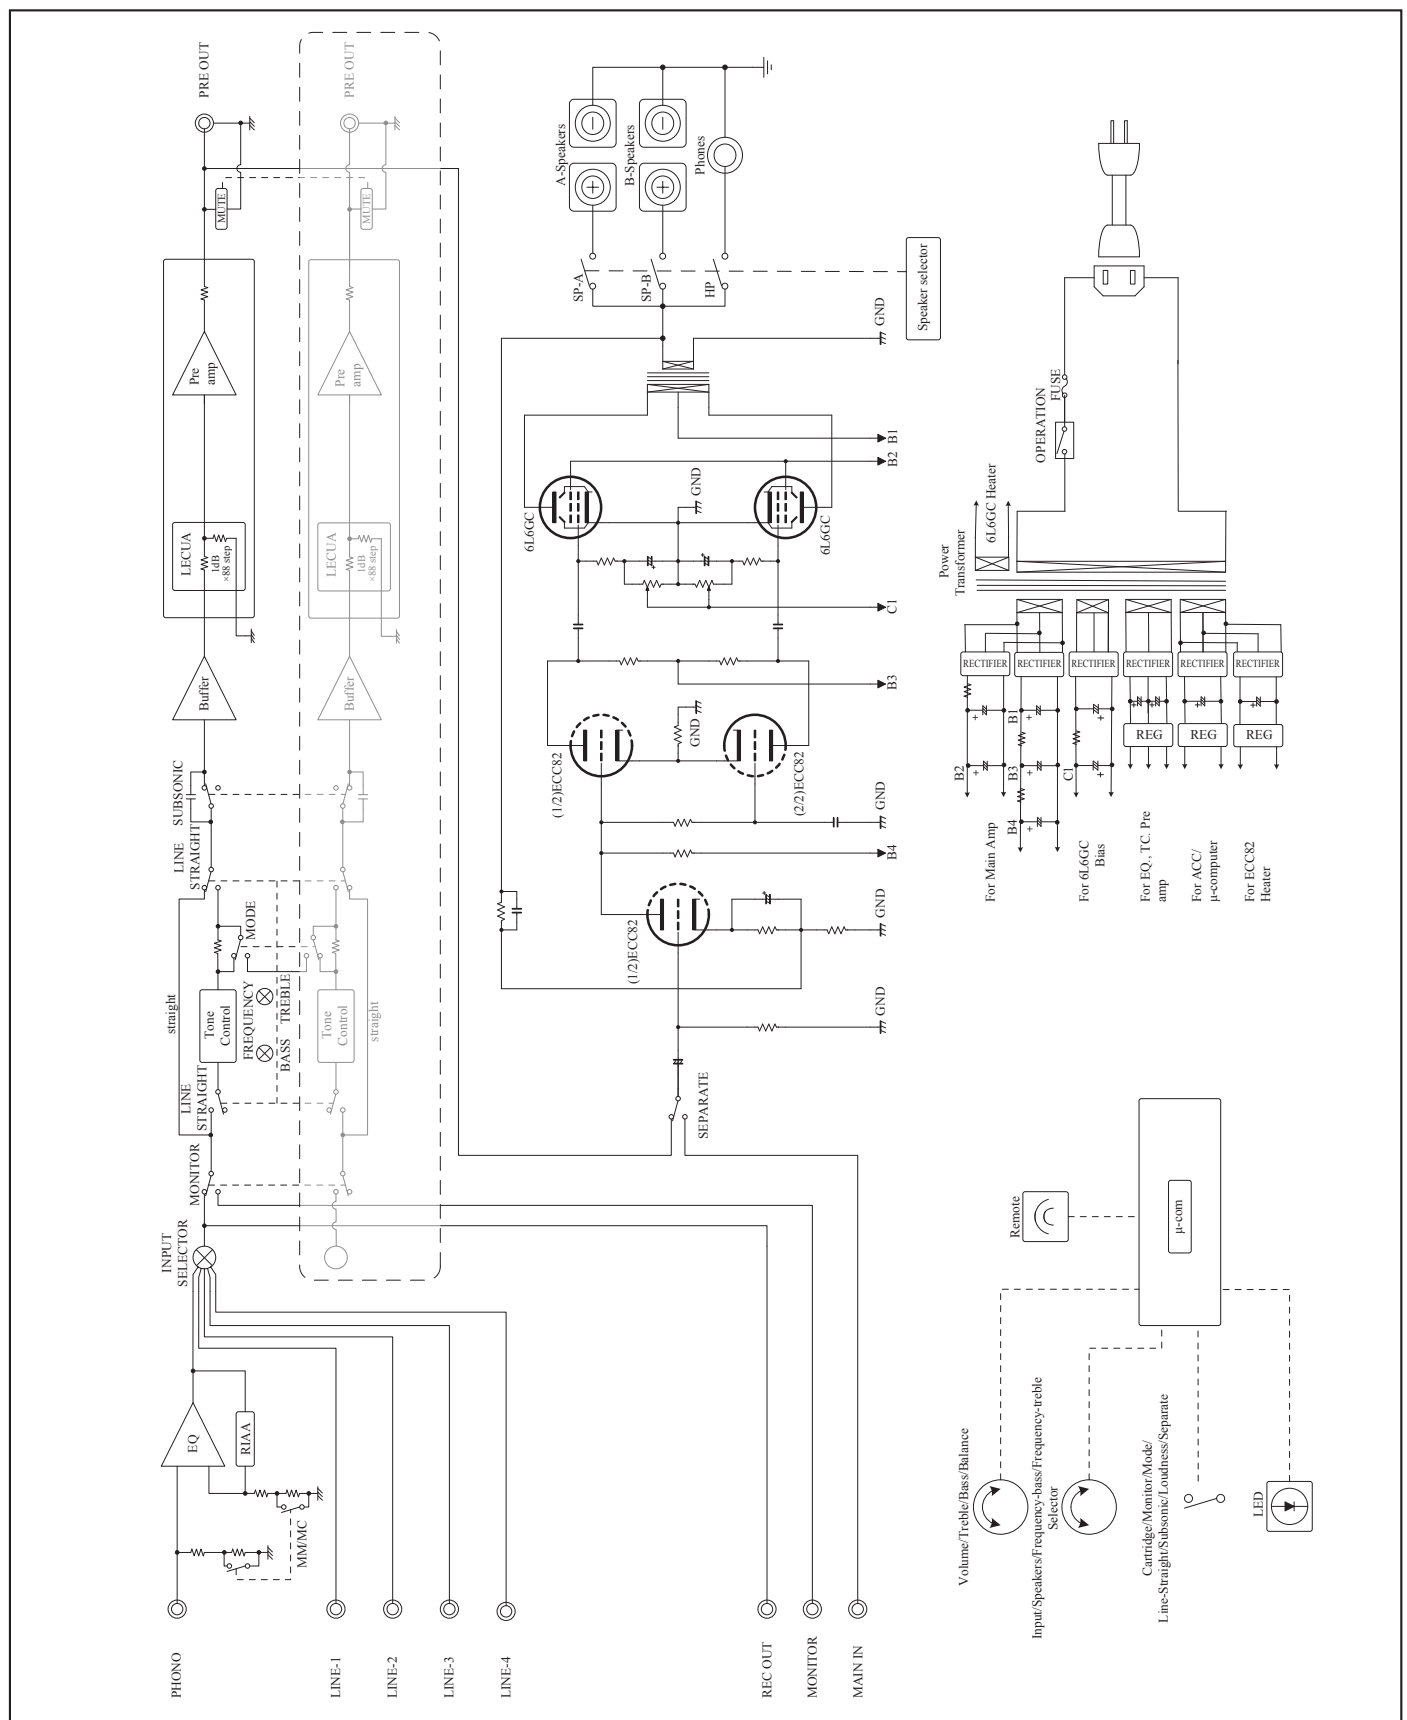 PHONO
LINE-1
LINE-2
LINE-3
LINE-4
REC OUT
MONITOR
MAIN IN
EQ
RIAA
MM/MC
INPUT
SELECTOR
MONITOR
LINE
STRAIGHT
straight
Tone
Control
FREQUENCY
BASS
TREBLE
MODE
LINE
STRAIGHT
SUBSONIC
Buffer
LECUA
1dB
×88 step
Pre
amp
MUTE
PRE OUT
Tone
Control
straight
Buffer
LECUA
1dB
×88 step
Pre
amp
MUTE
PRE OUT
SEPARATE
GND
(1/2)ECC82
GND
B4
GND
(1/2)ECC82
(2/2)ECC82
GND
B3
C1
GND
6L6GC
6L6GC
B2
B1
GND
SP-A
SP-B
HP
Speaker selector
A-Speakers
B-Speakers
Phones
Volume/Treble/Bass/Balance
Input/Speakers/Frequency-bass/Frequency-treble
Selector
Cartridge/Monitor/Mode/
Line-Straight/Subsonic/Loudness/Separate
LED
Remote
μ-com
For Main Amp
For 6L6GC
Bias
For EQ., TC. Pre
amp
For ACC/
μ-computer
For ECC82
Heater
B2
B1
B3
B4
C1
REG
REG
REG
RECTIFIER
RECTIFIER
RECTIFIER
RECTIFIER
RECTIFIER
RECTIFIER
Power
Transformer
6L6GC Heater
OPERATION
FUSE